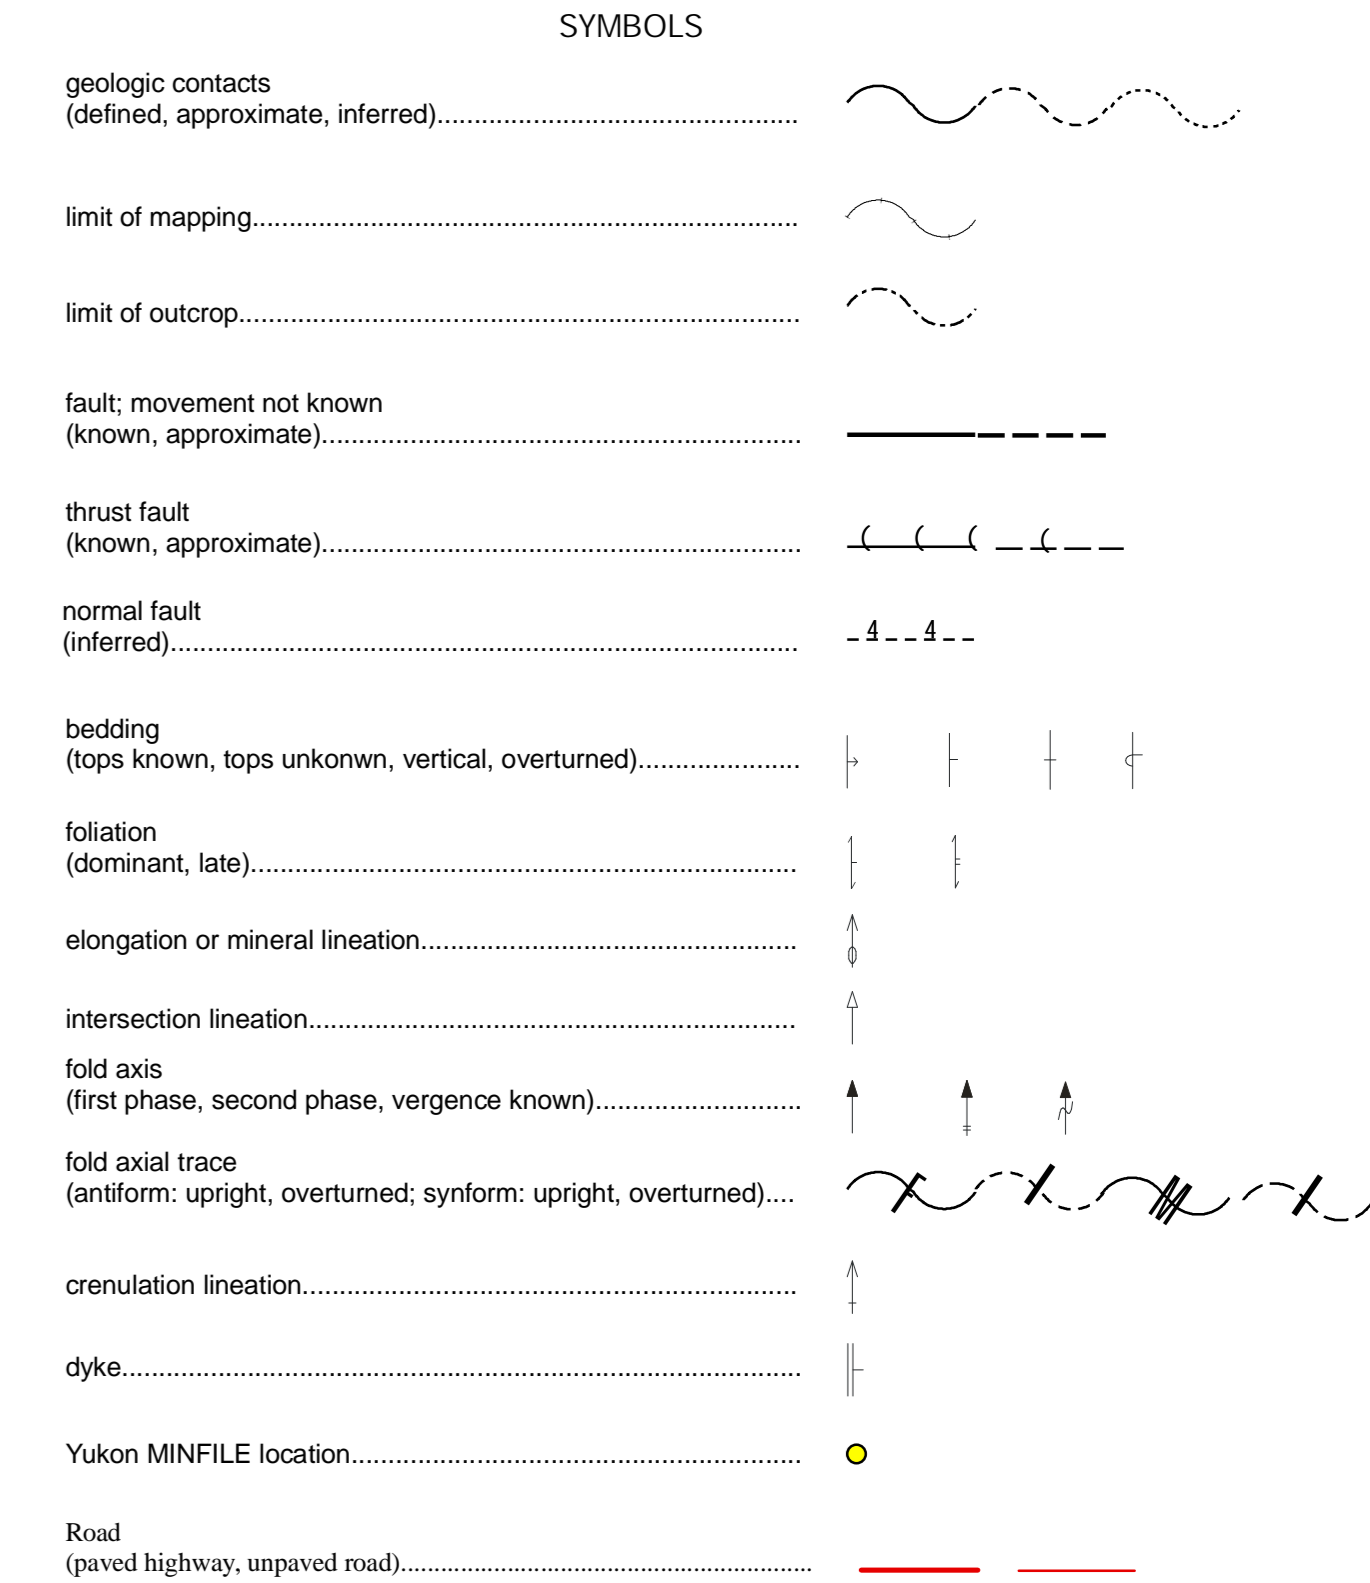 SYMBOLS
geologic contacts
(defined, approximate, inferred)................................................
limit of mapping.........................................................................
limit of outcrop...........................................................................
fault; movement not known
(known, approximate)................................................................
thrust fault
(known, approximate)................................................................
normal fault
(inferred)....................................................................................
4 4
bedding
(tops known, tops unkonwn, vertical, overturned)......................
foliation
(dominant, late).........................................................................
elongation or mineral lineation..................................................
intersection lineation.................................................................
fold axis
(first phase, second phase, vergence known)............................
fold axial trace
(antiform: upright, overturned; synform: upright, overturned)....
crenulation lineation..................................................................
dyke...........................................................................................
Yukon MINFILE location............................................................
Road
(paved highway, unpaved road)..................................................................